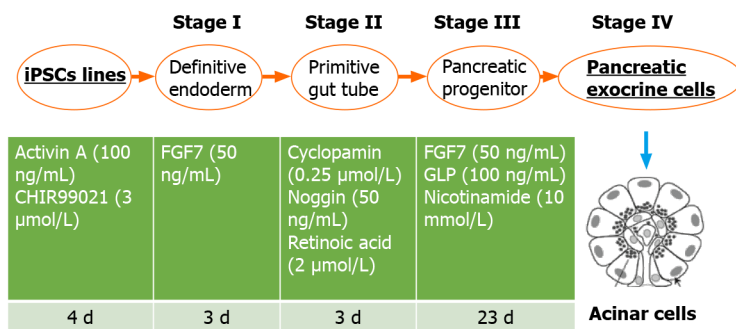 Stage I
Stage II
Stage III
Stage IV
iPSCs lines
Definitive
endoderm
Primitive
gut tube
Pancreatic
progenitor
Pancreatic
exocrine cells
Activin A (100
ng/mL)
CHIR99021 (3
µmol/L)
FGF7 (50
ng/mL)
Cyclopamin
(0.25 µmol/L)
Noggin (50
ng/mL)
Retinoic acid
(2 µmol/L)
FGF7 (50 ng/mL)
GLP (100 ng/mL)
Nicotinamide (10
mmol/L)
4 d
3 d
3 d
23 d
Acinar cells